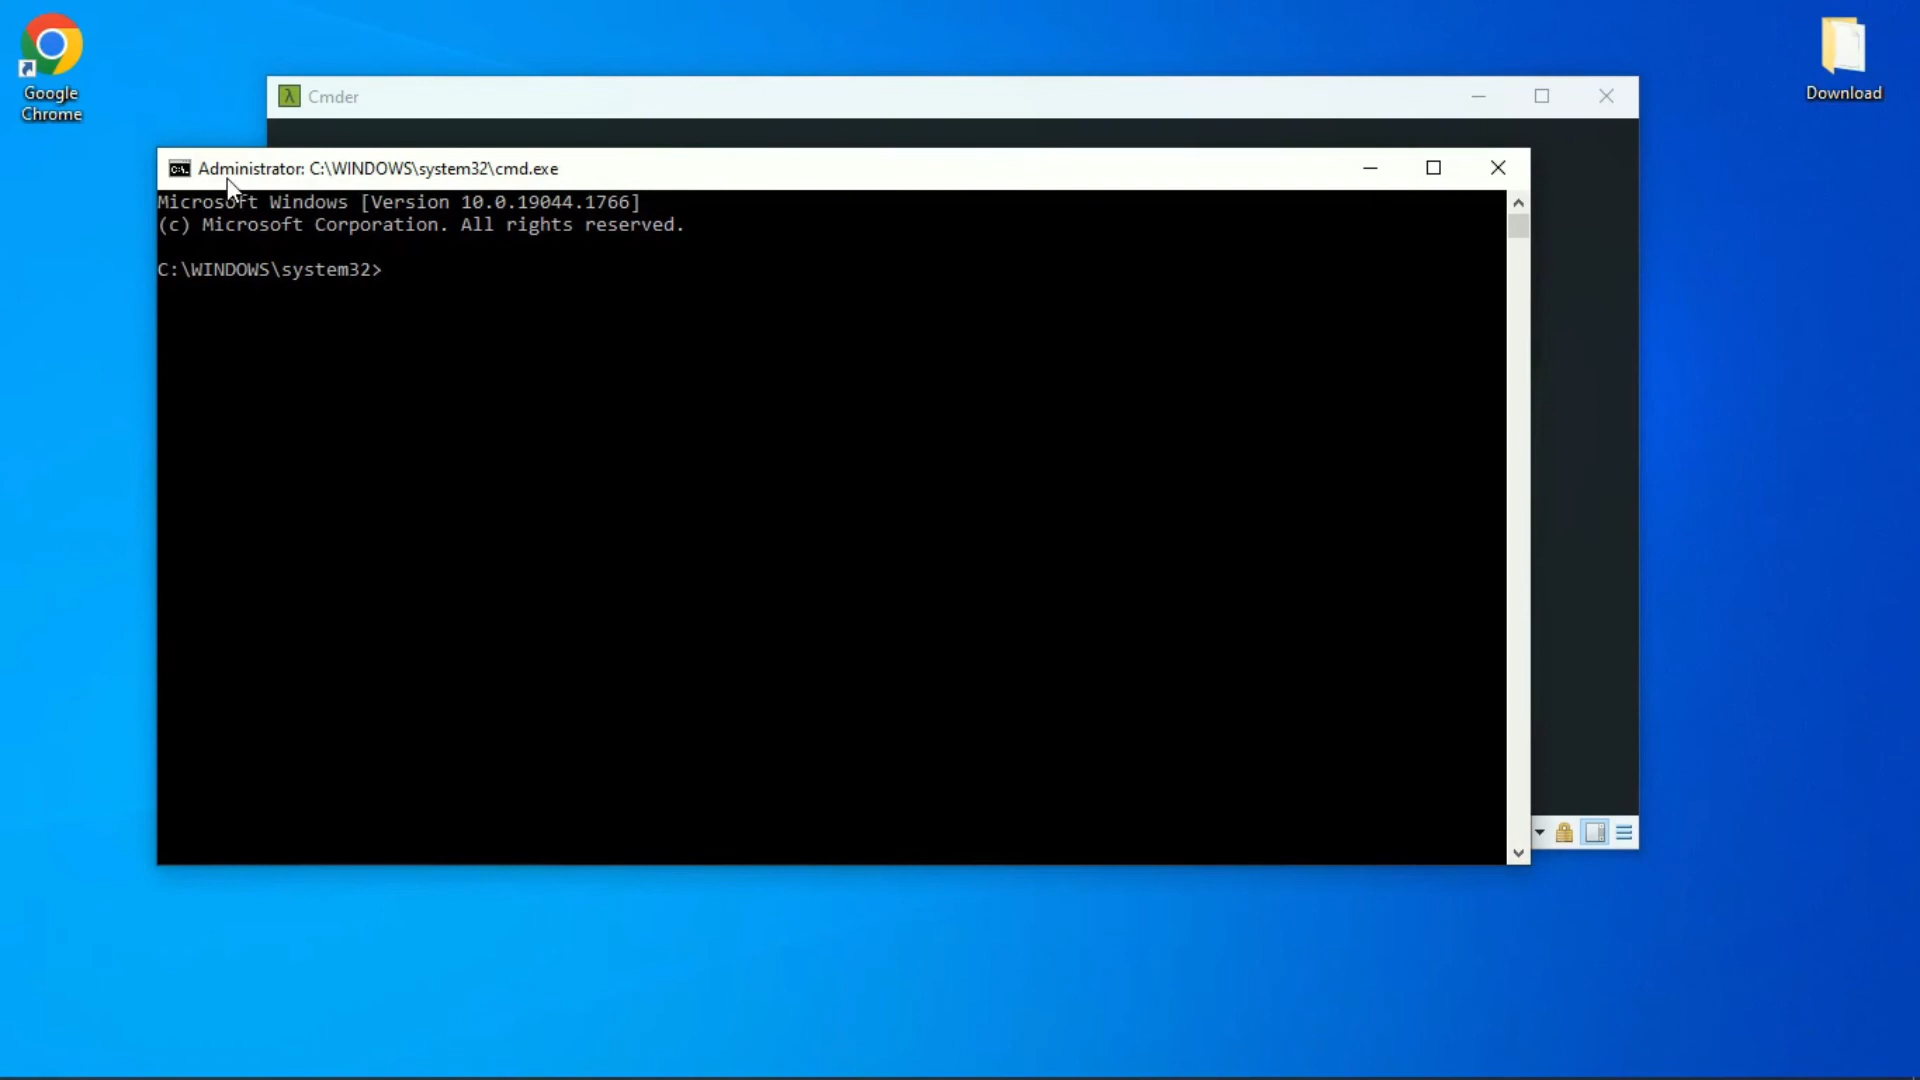 Google
Chrome
Download
Cmder
Administrator: C:\WINDOWS\system32\cmd.exe
Microsoft Windows [Version 10.0.19044.1766]
(c) Microsoft Corporation. All rights reserved.
C:\WINDOWS\system32>